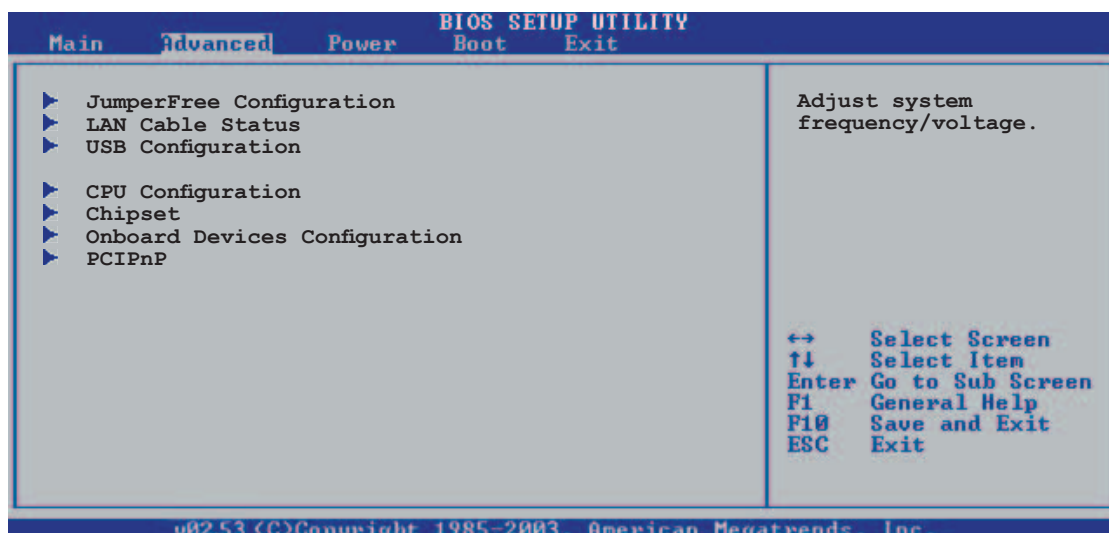 BIOS SETUP UTILITY
Main Advanced Power Boot Exit
JumperFree Configuration
LAN Cable Status
USB Configuration
CPU Configuration
Chipset
Onboard Devices Configuration
PCIPnP
Adjust system
frequency/voltage.
←→ Select Screen
↑↓ Select Item
Enter Go to Sub Screen
F1 General Help
F10 Save and Exit
ESC Exit
v02.53 (C)Copyright 1985-2003, American Megatrends, Inc.